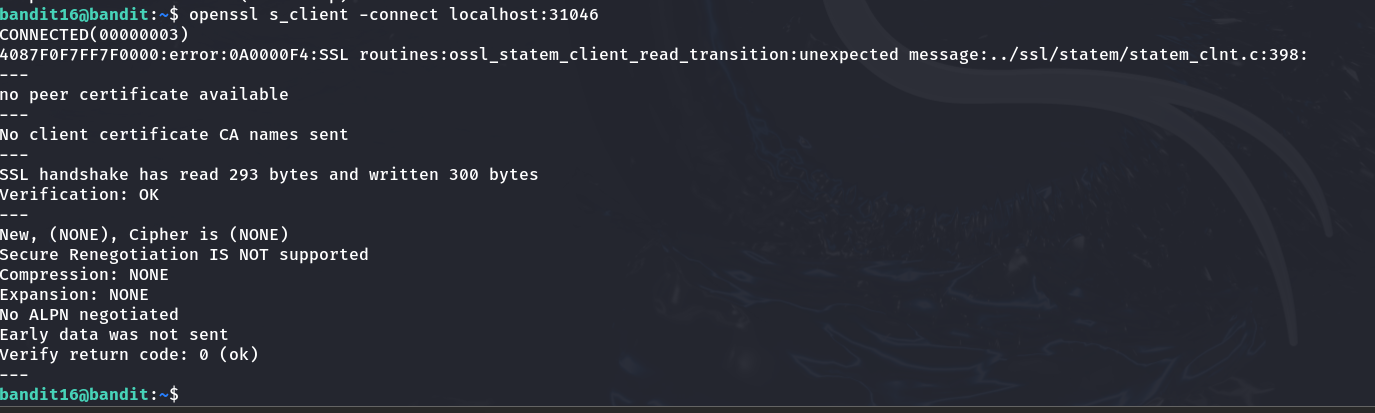 bandit16@bandit:~$ openssl s_client -connect localhost:31046
CONNECTED(00000003)
4087F0F7FF7F0000:error:0A0000F4:SSL routines:ossl_statem_client_read_transition:unexpected message:../ssl/statem/statem_clnt.c:398:
---
no peer certificate available
---
No client certificate CA names sent
---
SSL handshake has read 293 bytes and written 300 bytes
Verification: OK
---
New, (NONE), Cipher is (NONE)
Secure Renegotiation IS NOT supported
Compression: NONE
Expansion: NONE
No ALPN negotiated
Early data was not sent
Verify return code: 0 (ok)
---
bandit16@bandit:~$